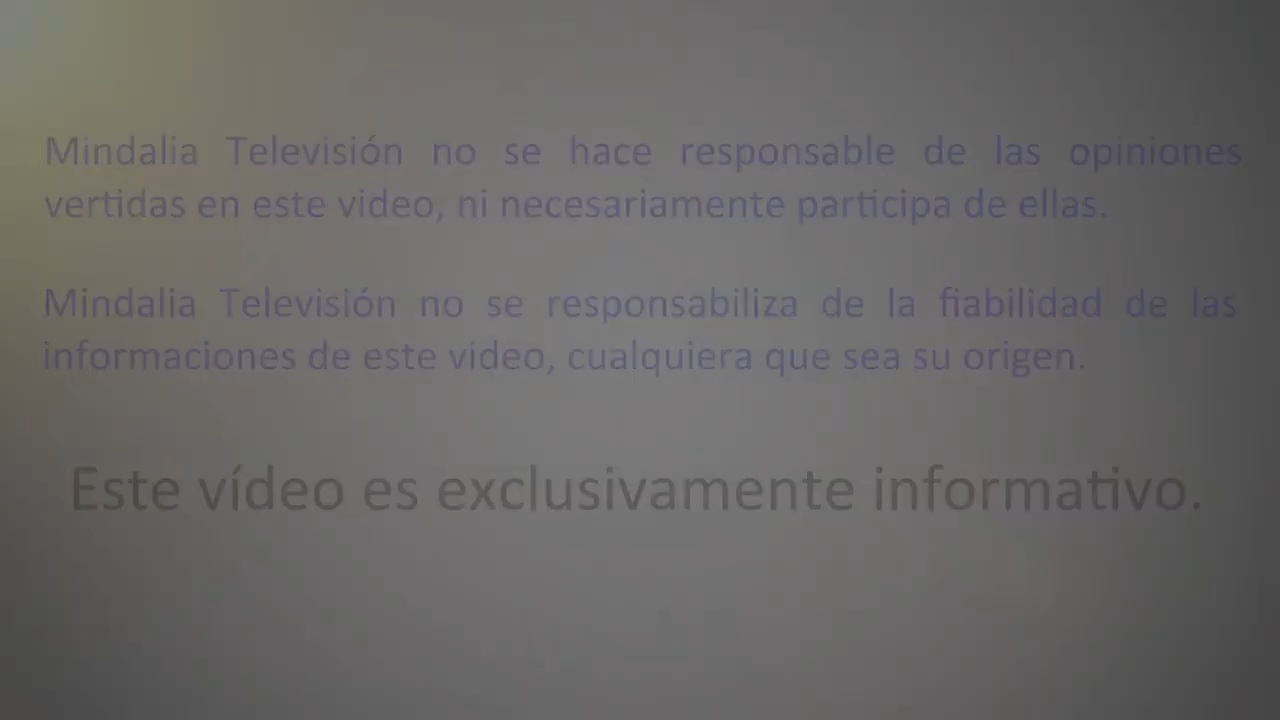 Mindalia Televisión no se hace responsable de las opiniones
vertidas en este video, ni necesariamente participa de ellas.
Mindalia Televisión no se responsabiliza de la fiabilidad de las
informaciones de este video, cualquiera que sea su origen.
Este vídeo es exclusivamente informativo.